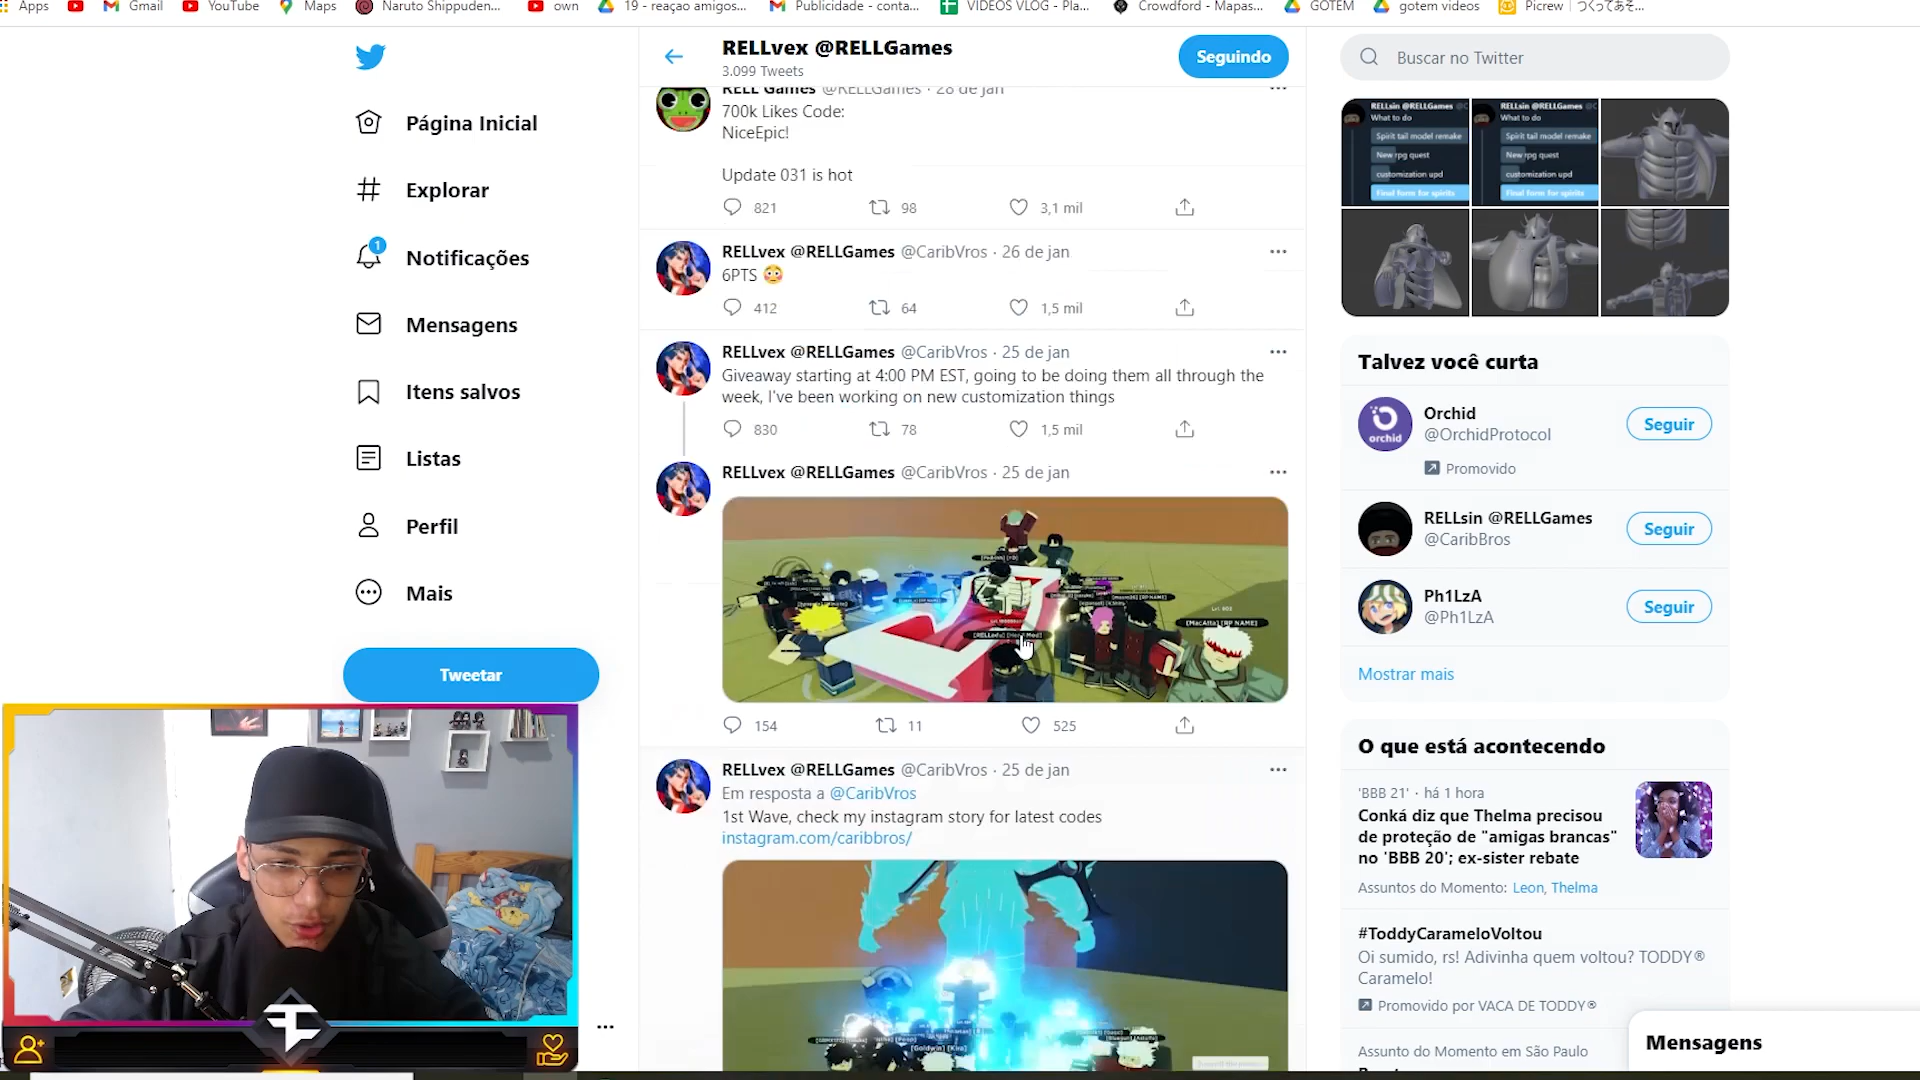 Apps
Gmail
YouTube
Maps
Naruto Shippuden...
own
19 - reaçao amigos...
Publicidade - conta...
VIDEOS VLOG - Pla...
Crowdford - Mapas...
GOTEM
gotem videos
Picrew | つくってあそ...
RELLvex @RELLGames
3.099 Tweets
Seguindo
Buscar no Twitter
Página Inicial
Explorar
1
Notificações
Mensagens
Itens salvos
Listas
Perfil
Mais
Tweetar
RELL Games @RELLGames · 28 de jan
700k Likes Code:
NiceEpic!
Update 031 is hot
821 98 3,1 mil
RELLvex @RELLGames @CaribVros · 26 de jan
6PTS 😳
412 64 1,5 mil
RELLvex @RELLGames @CaribVros · 25 de jan
Giveaway starting at 4:00 PM EST, going to be doing them all through the
week, I've been working on new customization things
830 78 1,5 mil
RELLvex @RELLGames @CaribVros · 25 de jan
[MacAtta] [RP NAME]
154 11 525
RELLvex @RELLGames @CaribVros · 25 de jan
Em resposta a @CaribVros
1st Wave, check my instagram story for latest codes
instagram.com/caribbros/
[Goldwin] [Kira]
RELLsin @RELLGames
What to do
Spirit tail model remake
New rpg quest
customization upd
Final form for spirits
RELLsin @RELLGames
What to do
Spirit tail model remake
New rpg quest
customization upd
Final form for spirits
Talvez você curta
orchid
Orchid
@OrchidProtocol
Promovido
Seguir
RELLsin @RELLGames
@CaribBros
Seguir
Ph1LzA
@Ph1LzA
Seguir
Mostrar mais
O que está acontecendo
'BBB 21' · há 1 hora
Conká diz que Thelma precisou
de proteção de "amigas brancas"
no 'BBB 20'; ex-sister rebate
Assuntos do Momento: Leon, Thelma
#ToddyCarameloVoltou
Oi sumido, rs! Adivinha quem voltou? TODDY®
Caramelo!
Promovido por VACA DE TODDY®
Assunto do Momento em São Paulo
Mensagens